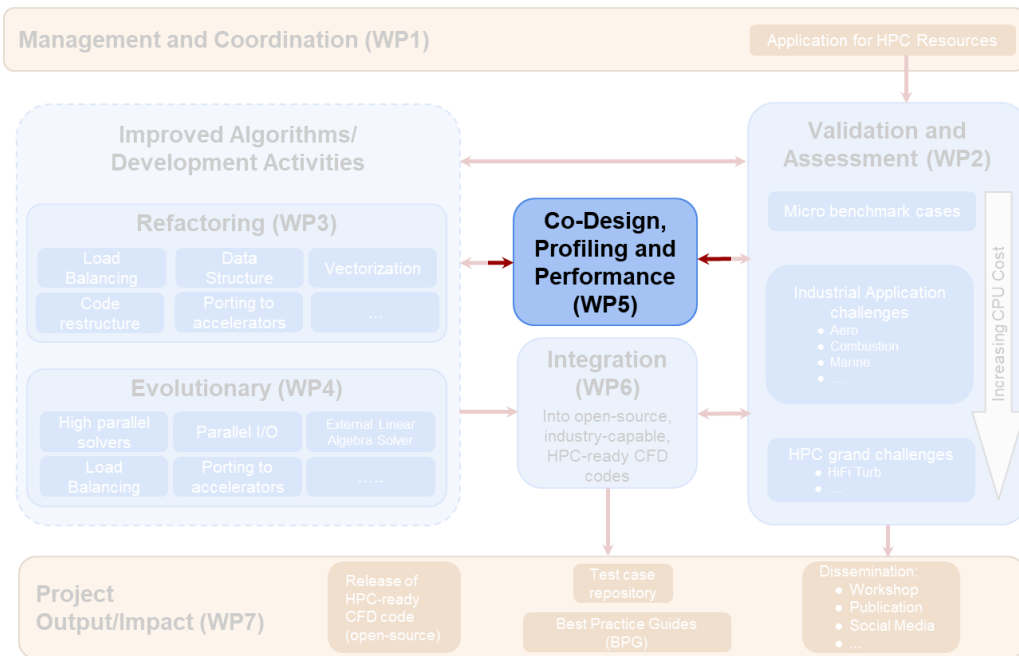 Management and Coordination (WP1)
Application for HPC Resources
Improved Algorithms/
Development Activities
Refactoring (WP3)
Load
Balancing
Data
Structure
Vectorization
Code
restructure
Porting to
accelerators
...
Evolutionary (WP4)
High parallel
solvers
Parallel I/O
External Linear
Algebra Solver
Load
Balancing
Porting to
accelerators
.....
Co-Design,
Profiling and
Performance
(WP5)
Integration
(WP6)
Into open-source,
industry-capable,
HPC-ready CFD
codes
Validation and
Assessment (WP2)
Micro benchmark cases
Industrial Application
challenges
● Aero
● Combustion
● Marine
● ....
HPC grand challenges
● HiFi Turb
● ....
Increasing CPU Cost
Project
Output/Impact (WP7)
Release of
HPC-ready
CFD code
(open-source)
Test case
repository
Best Practice Guides
(BPG)
Dissemination:
● Workshop
● Publication
● Social Media
● ...